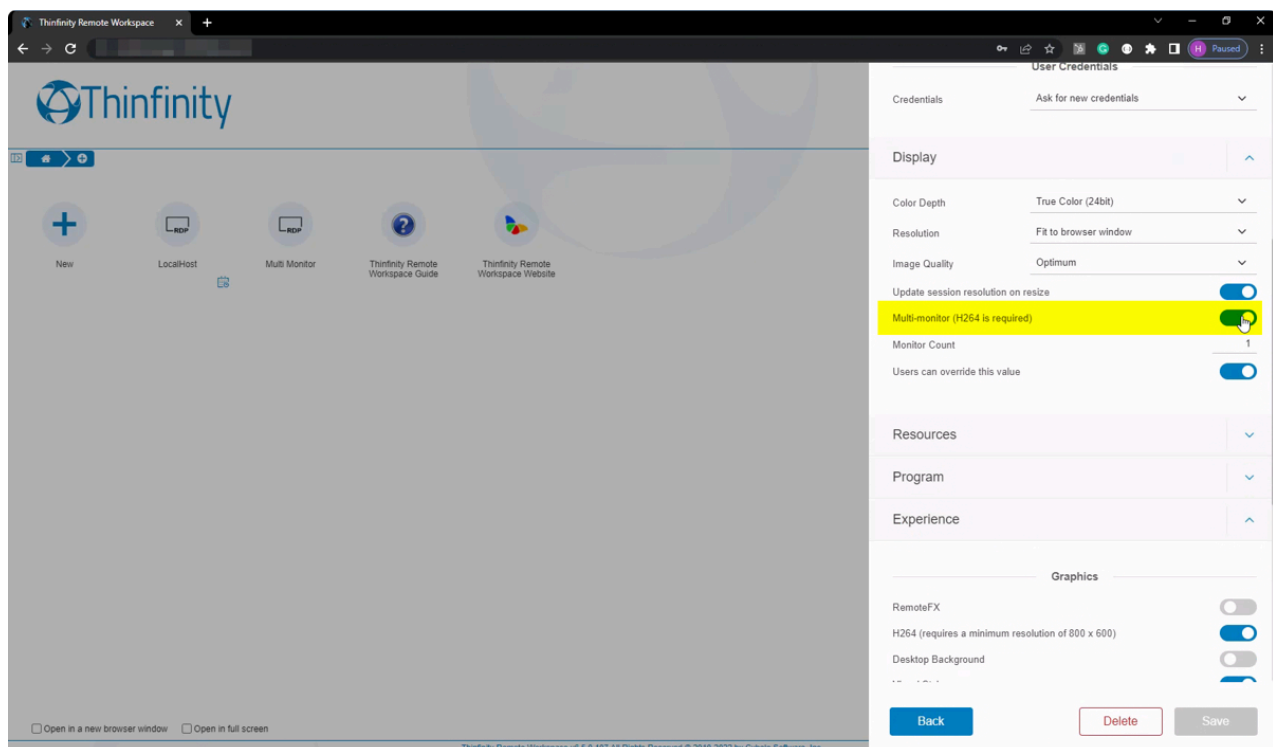 Thinfinity Remote Workspace
H Paused
Thinfinity
New
LocalHost
Multi Monitor
Thinfinity Remote
Workspace Guide
Thinfinity Remote
Workspace Website
RDP
RDP
Open in a new browser window
Open in full screen
User Credentials
Credentials Ask for new credentials
Display
Color Depth True Color (24bit)
Resolution Fit to browser window
Image Quality Optimum
Update session resolution on resize
Multi-monitor (H264 is required)
Monitor Count 1
Users can override this value
Resources
Program
Experience
Graphics
RemoteFX
H264 (requires a minimum resolution of 800 x 600)
Desktop Background
Back
Delete
Save